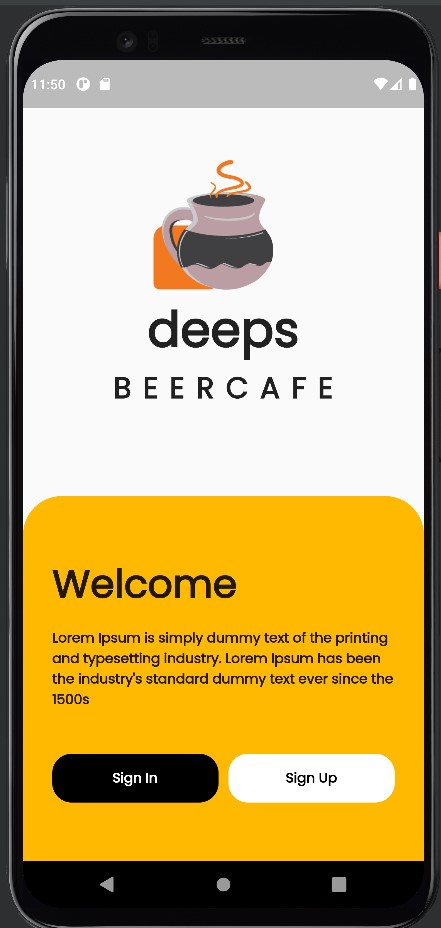 11:50
deeps
BEERCAFE
Welcome
Lorem Ipsum is simply dummy text of the printing
and typesetting industry. Lorem Ipsum has been
the industry's standard dummy text ever since the
1500s
Sign In
Sign Up